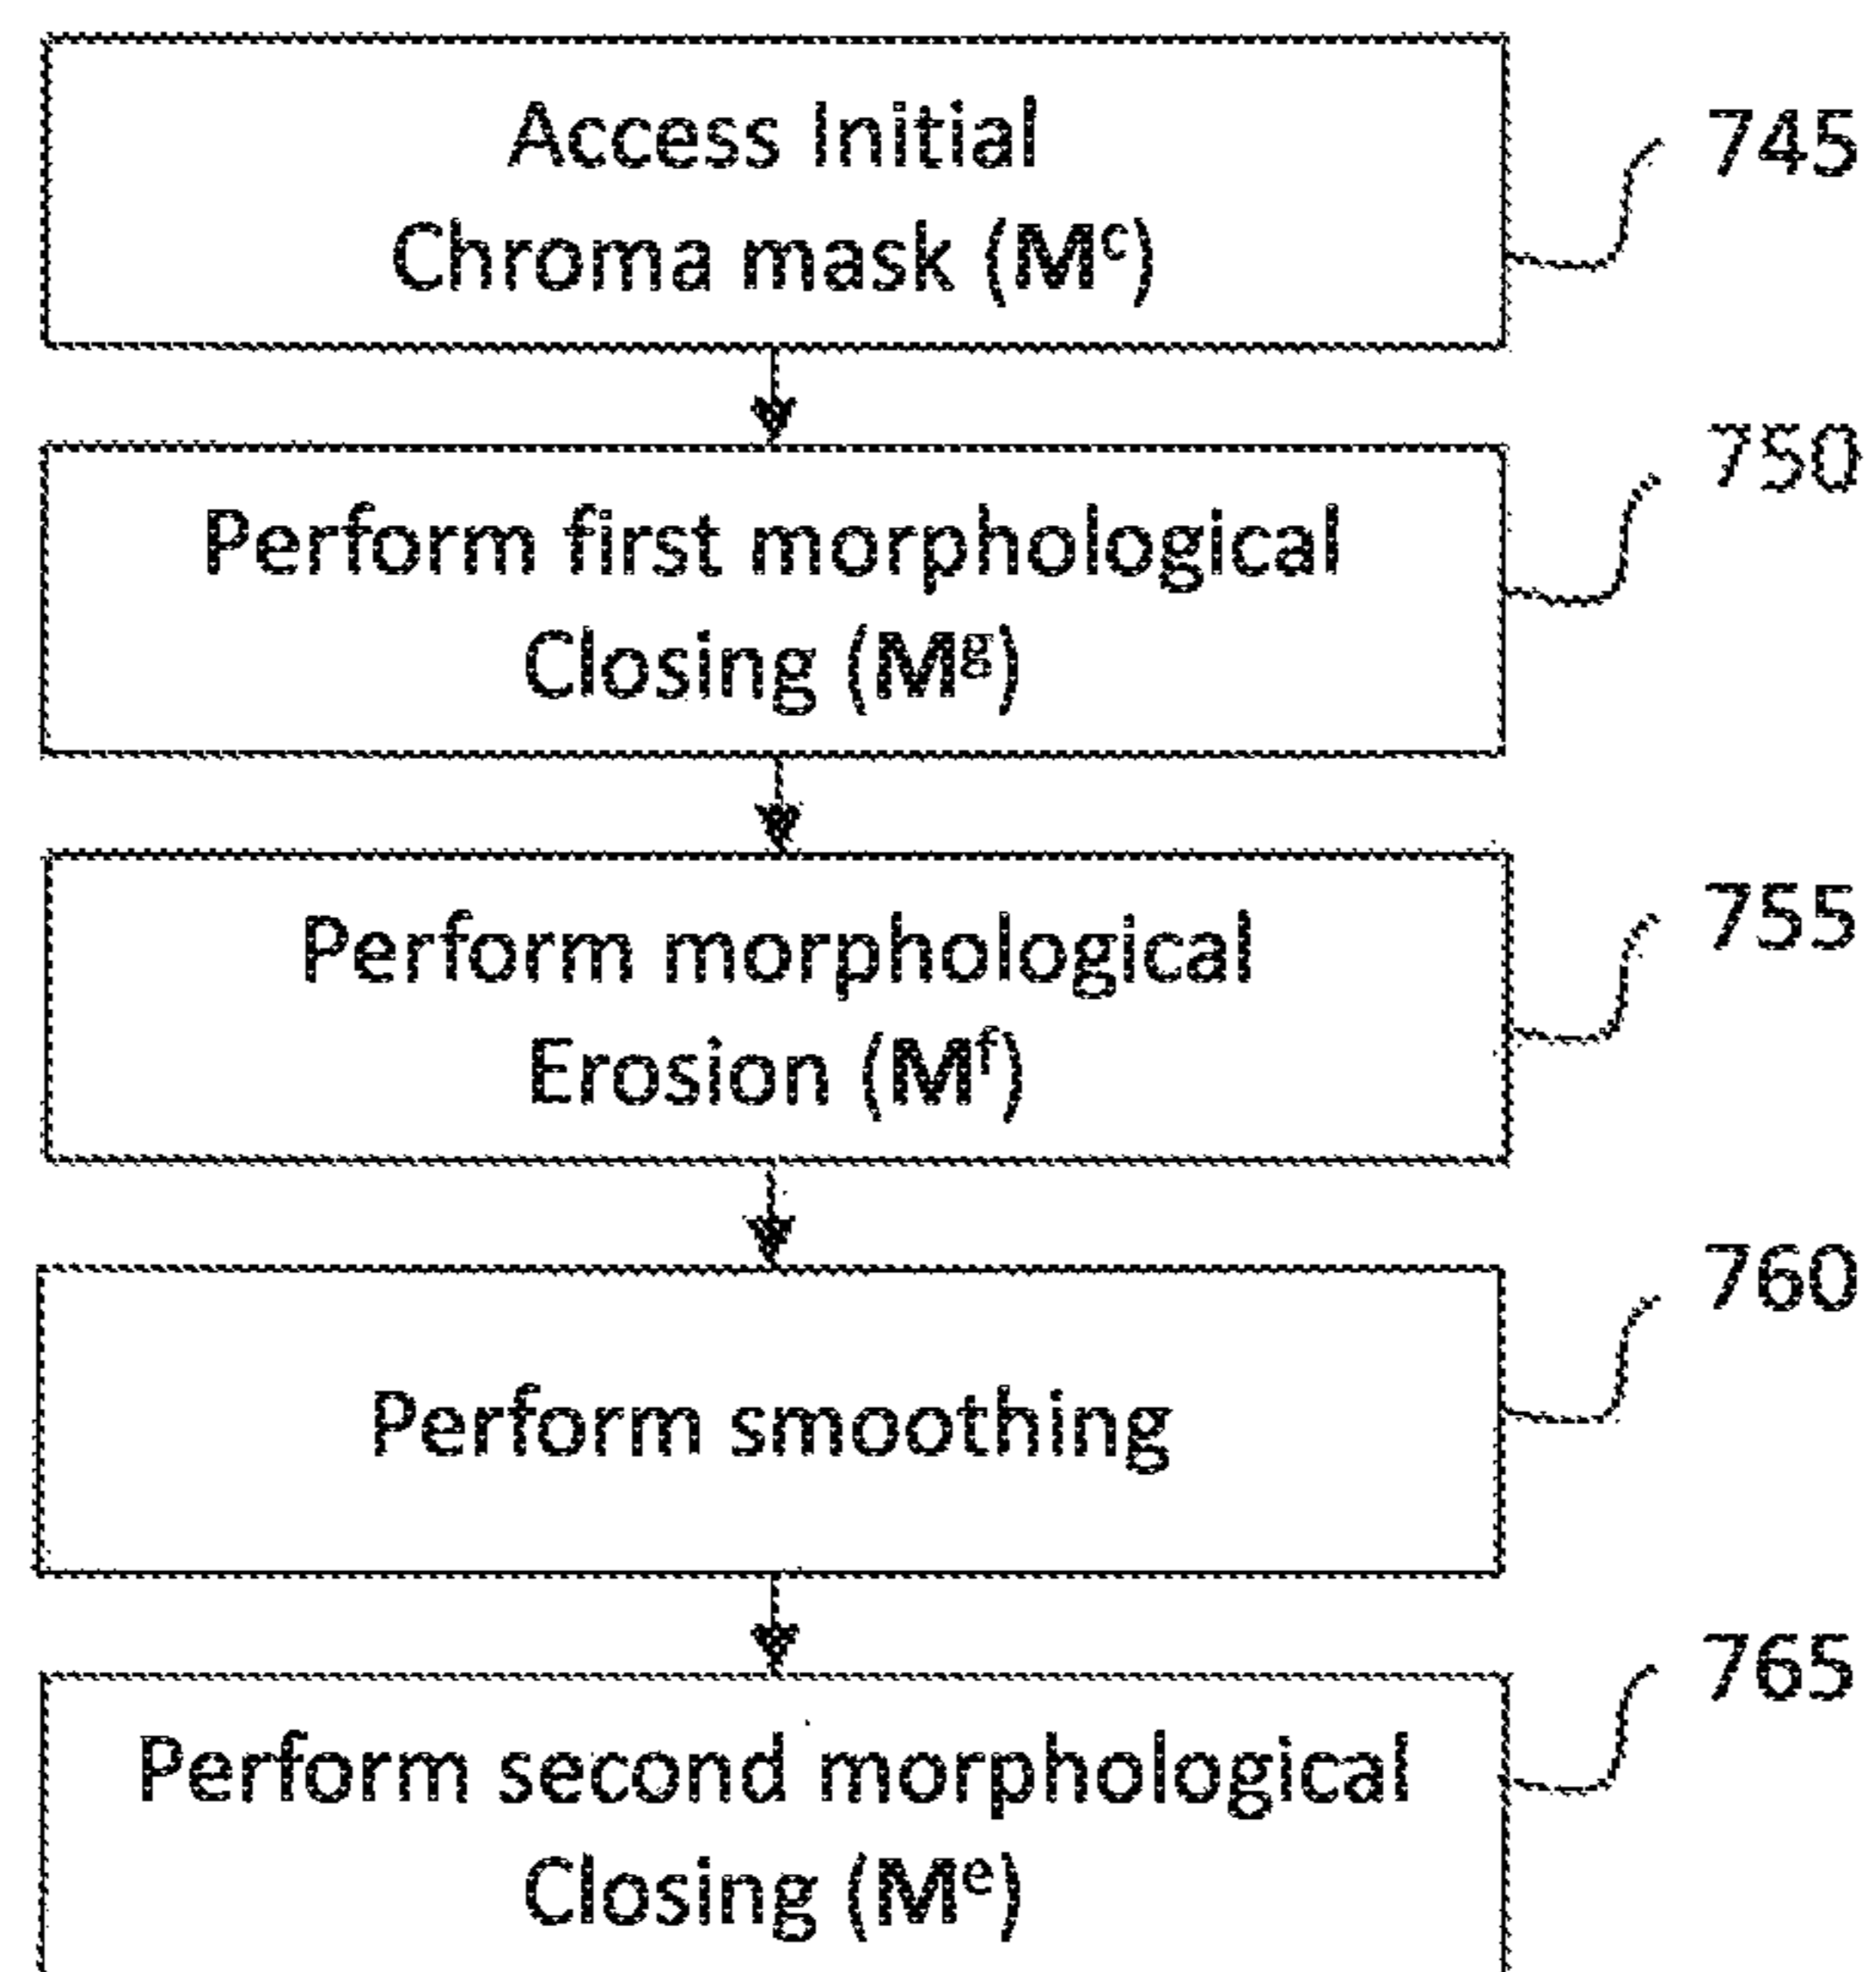 Access Initial
Chroma mask (Mᶜ)
745
Perform first morphological
Closing (Mᵍ)
750
Perform morphological
Erosion (Mᶠ)
755
Perform smoothing
760
Perform second morphological
Closing (Mᵉ)
765